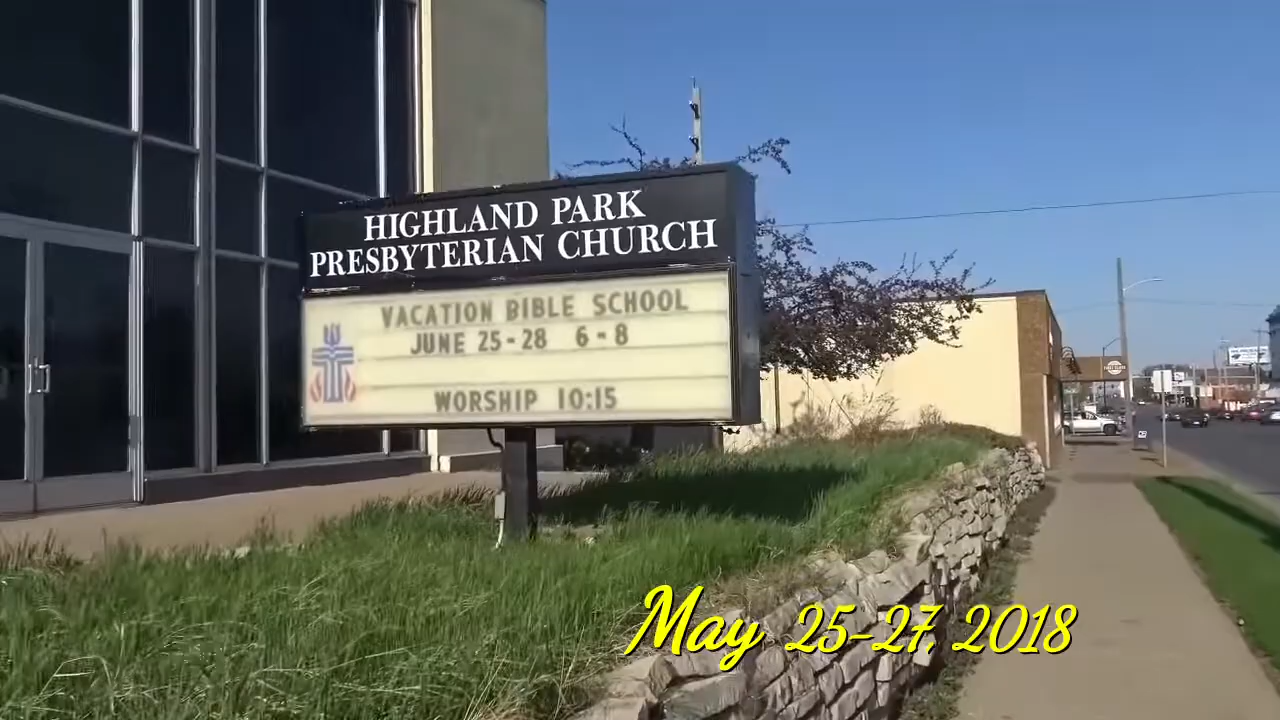 HIGHLAND PARK
PRESBYTERIAN CHURCH
VACATION BIBLE SCHOOL
JUNE 25-28 6-8
WORSHIP 10:15
May 25-27, 2018